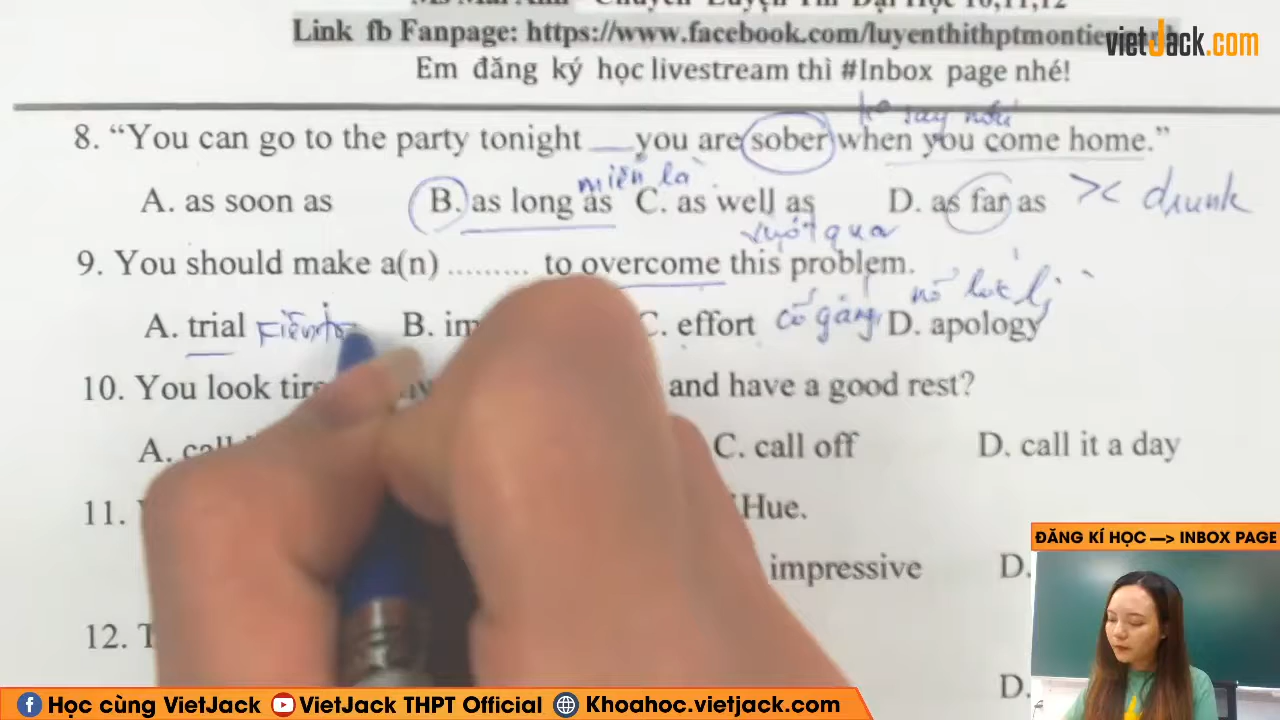 Link fb Fanpage: https://www.facebook.com/luyenthithptmontie
vietJack.com
Em đăng ký học livestream thì #Inbox page nhé!
8. “You can go to the party tonight __ you are sober when you come home.”
miễn là
A. as soon as B. as long as C. as well as D. as far as >< drunk
vượt qua
9. You should make a(n) ......... to overcome this problem.
A. trial B. im C. effort cố gắng D. apology
10. You look and have a good rest?
A. C. call off D. call it a day
11. Hue.
impressive D.
12. T
D.
ĐĂNG KÍ HỌC —> INBOX PAGE
Học cùng VietJack VietJack THPT Official Khoahoc.vietjack.com